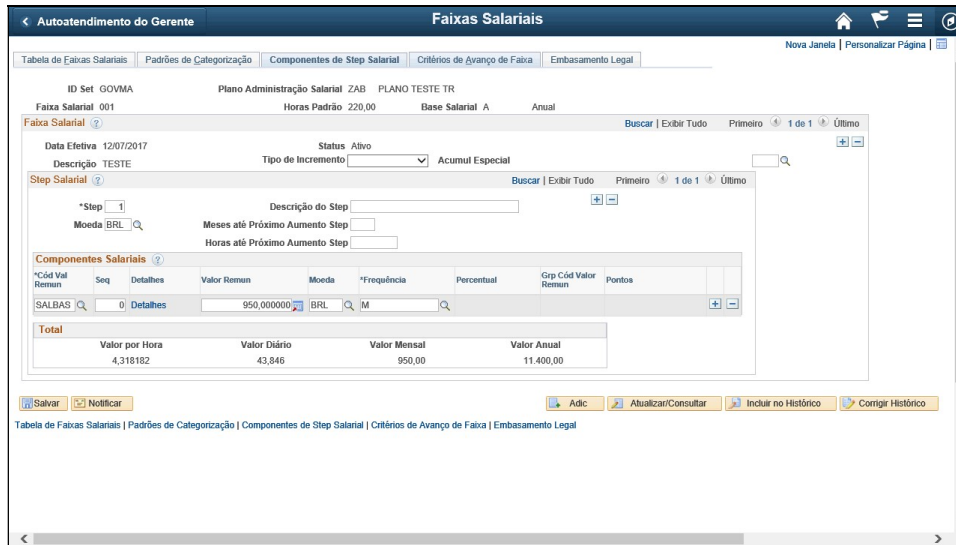 Autoatendimento do Gerente
Faixas Salariais
Nova Janela | Personalizar Página |
Tabela de Faixas Salariais Padrões de Categorização Componentes de Step Salarial Critérios de Avanço de Faixa Embasamento Legal
ID Set GOVMA Plano Administração Salarial ZAB PLANO TESTE TR
Faixa Salarial 001 Horas Padrão 220,00 Base Salarial A Anual
Faixa Salarial Buscar | Exibir Tudo Primeiro 1 de 1 Último
Data Efetiva 12/07/2017 Status Ativo
Descrição TESTE Tipo de Incremento Acumul Especial
Step Salarial Buscar | Exibir Tudo Primeiro 1 de 1 Último
*Step 1 Descrição do Step
Moeda BRL Meses até Próximo Aumento Step
Horas até Próximo Aumento Step
Componentes Salariais
*Cód Val Remun Seq Detalhes Valor Remun Moeda *Frequência Percentual Grp Cód Valor Remun Pontos
SALBAS 0 Detalhes 950,000000 BRL M
Total
Valor por Hora Valor Diário Valor Mensal Valor Anual
4,318182 43,846 950,00 11.400,00
Salvar Notificar Adic Atualizar/Consultar Incluir no Histórico Corrigir Histórico
Tabela de Faixas Salariais | Padrões de Categorização | Componentes de Step Salarial | Critérios de Avanço de Faixa | Embasamento Legal